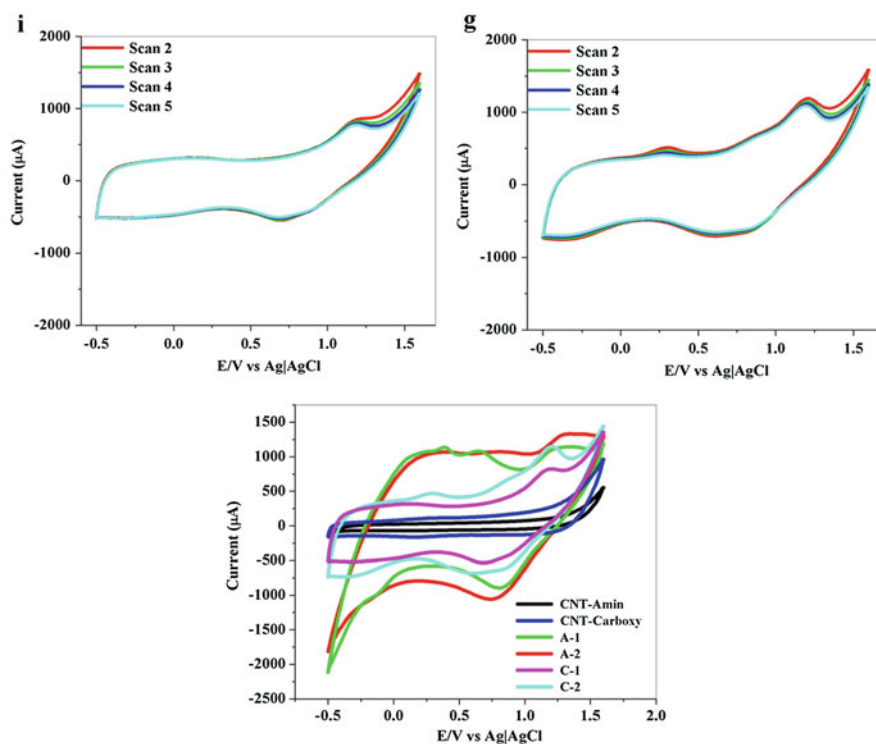 i
Scan 2
Scan 3
Scan 4
Scan 5
2000
1000
0
-1000
-2000
Current (µA)
-0.5 0.0 0.5 1.0 1.5
E/V vs Ag|AgCl
g
Scan 2
Scan 3
Scan 4
Scan 5
2000
1000
0
-1000
-2000
Current (µA)
-0.5 0.0 0.5 1.0 1.5
E/V vs Ag|AgCl
1500
1000
500
0
-500
-1000
-1500
-2000
-2500
Current (µA)
CNT-Amin
CNT-Carboxy
A-1
A-2
C-1
C-2
-0.5 0.0 0.5 1.0 1.5 2.0
E/V vs Ag|AgCl